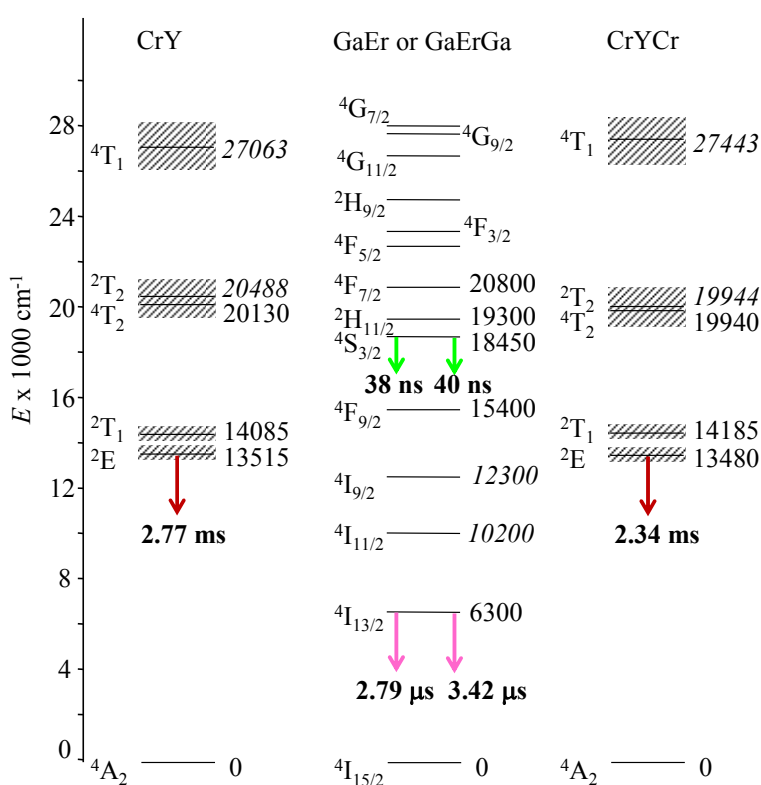 CrY GaEr or GaErGa CrYCr
E x 1000 cm⁻¹
28
24
20
16
12
8
4
0
⁴T₁ 27063
²T₂ 20488
⁴T₂ 20130
²T₁ 14085
²E 13515
2.77 ms
⁴A₂ 0
⁴G₇/₂
⁴G₉/₂
⁴G₁₁/₂
²H₉/₂
⁴F₃/₂
⁴F₅/₂
⁴F₇/₂ 20800
²H₁₁/₂ 19300
⁴S₃/₂ 18450
38 ns 40 ns
⁴F₉/₂ 15400
⁴I₉/₂ 12300
⁴I₁₁/₂ 10200
⁴I₁₃/₂ 6300
2.79 μs 3.42 μs
⁴I₁₅/₂ 0
⁴T₁ 27443
²T₂ 19944
⁴T₂ 19940
²T₁ 14185
²E 13480
2.34 ms
⁴A₂ 0